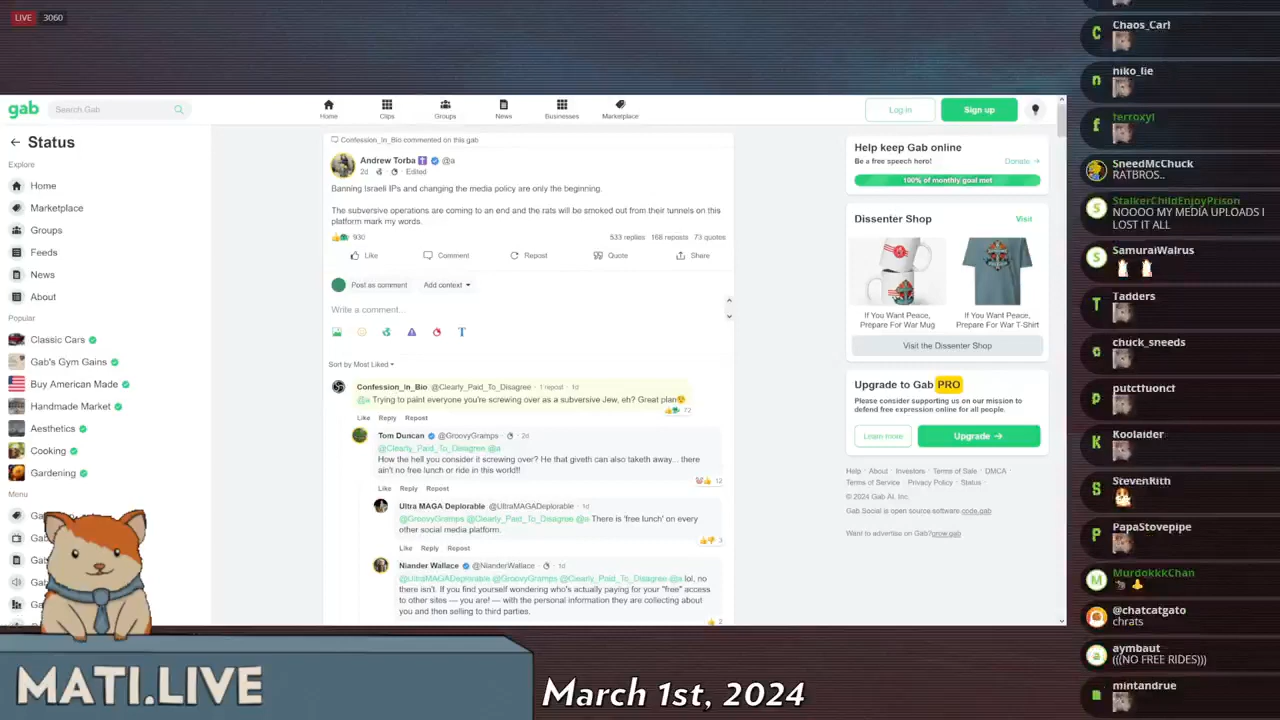 LIVE 3060
gab Search Gab
Home Clips Groups News Businesses Marketplace
Log in Sign up
Status
Explore
Home
Marketplace
Groups
Feeds
News
About
Popular
Classic Cars
Gab's Gym Gains
Buy American Made
Handmade Market
Aesthetics
Cooking
Gardening
Menu
Confession_In_Bio commented on this gab
Andrew Torba @a
2d · Edited
Banning Israeli IPs and changing the media policy are only the beginning.
The subversive operations are coming to an end and the rats will be smoked out from their tunnels on this
platform mark my words.
930 533 replies 168 reposts 73 quotes
Like Comment Repost Quote Share
Post as comment Add context
Write a comment...
Sort by Most Liked
Confession_In_Bio @Clearly_Paid_To_Disagree · 1 repost · 1d
@a Trying to paint everyone you're screwing over as a subversive Jew, eh? Great plan
72
Like Reply Repost
Tom Duncan @GroovyGramps · 2d
@Clearly_Paid_To_Disagree @a
How the hell you consider it screwing over? He that giveth can also taketh away... there
ain't no free lunch or ride in this world!!
12
Like Reply Repost
Ultra MAGA Deplorable @UltraMAGADeplorable · 1d
@GroovyGramps @Clearly_Paid_To_Disagree @a There is 'free lunch' on every
other social media platform.
3
Like Reply Repost
Niander Wallace @NianderWallace · 1d
@UltraMAGADeplorable @GroovyGramps @Clearly_Paid_To_Disagree @a lol, no
there isn't. If you find yourself wondering who's actually paying for your "free" access
to other sites — you are! — with the personal information they are collecting about
you and then selling to third parties.
2
Help keep Gab online
Be a free speech hero! Donate →
100% of monthly goal met
Dissenter Shop Visit
If You Want Peace,
Prepare For War Mug
If You Want Peace,
Prepare For War T-Shirt
Visit the Dissenter Shop
Upgrade to Gab PRO
Please consider supporting us on our mission to
defend free expression online for all people.
Learn more Upgrade →
Help · About · Investors · Terms of Sale · DMCA ·
Terms of Service · Privacy Policy · Status ·
© 2024 Gab AI, Inc.
Gab Social is open source software code.gab
Want to advertise on Gab? grow.gab
Chaos_Carl
niko_lie
terroxyl
MagicChuck
RATBROS..
StalkerChildEnjoyPrison
NOOOO MY MEDIA UPLOADS I
LOST IT ALL
SamuraiWalrus
Tadders
chuck_sneeds
putctuonct
Koolaid
StevenKitn
PapaStovepipe
MurdokkkChan
@chatcatgato
chrats
aymbaut
(((NO FREE RIDES)))
mintandrue
MATI.LIVE
March 1st, 2024